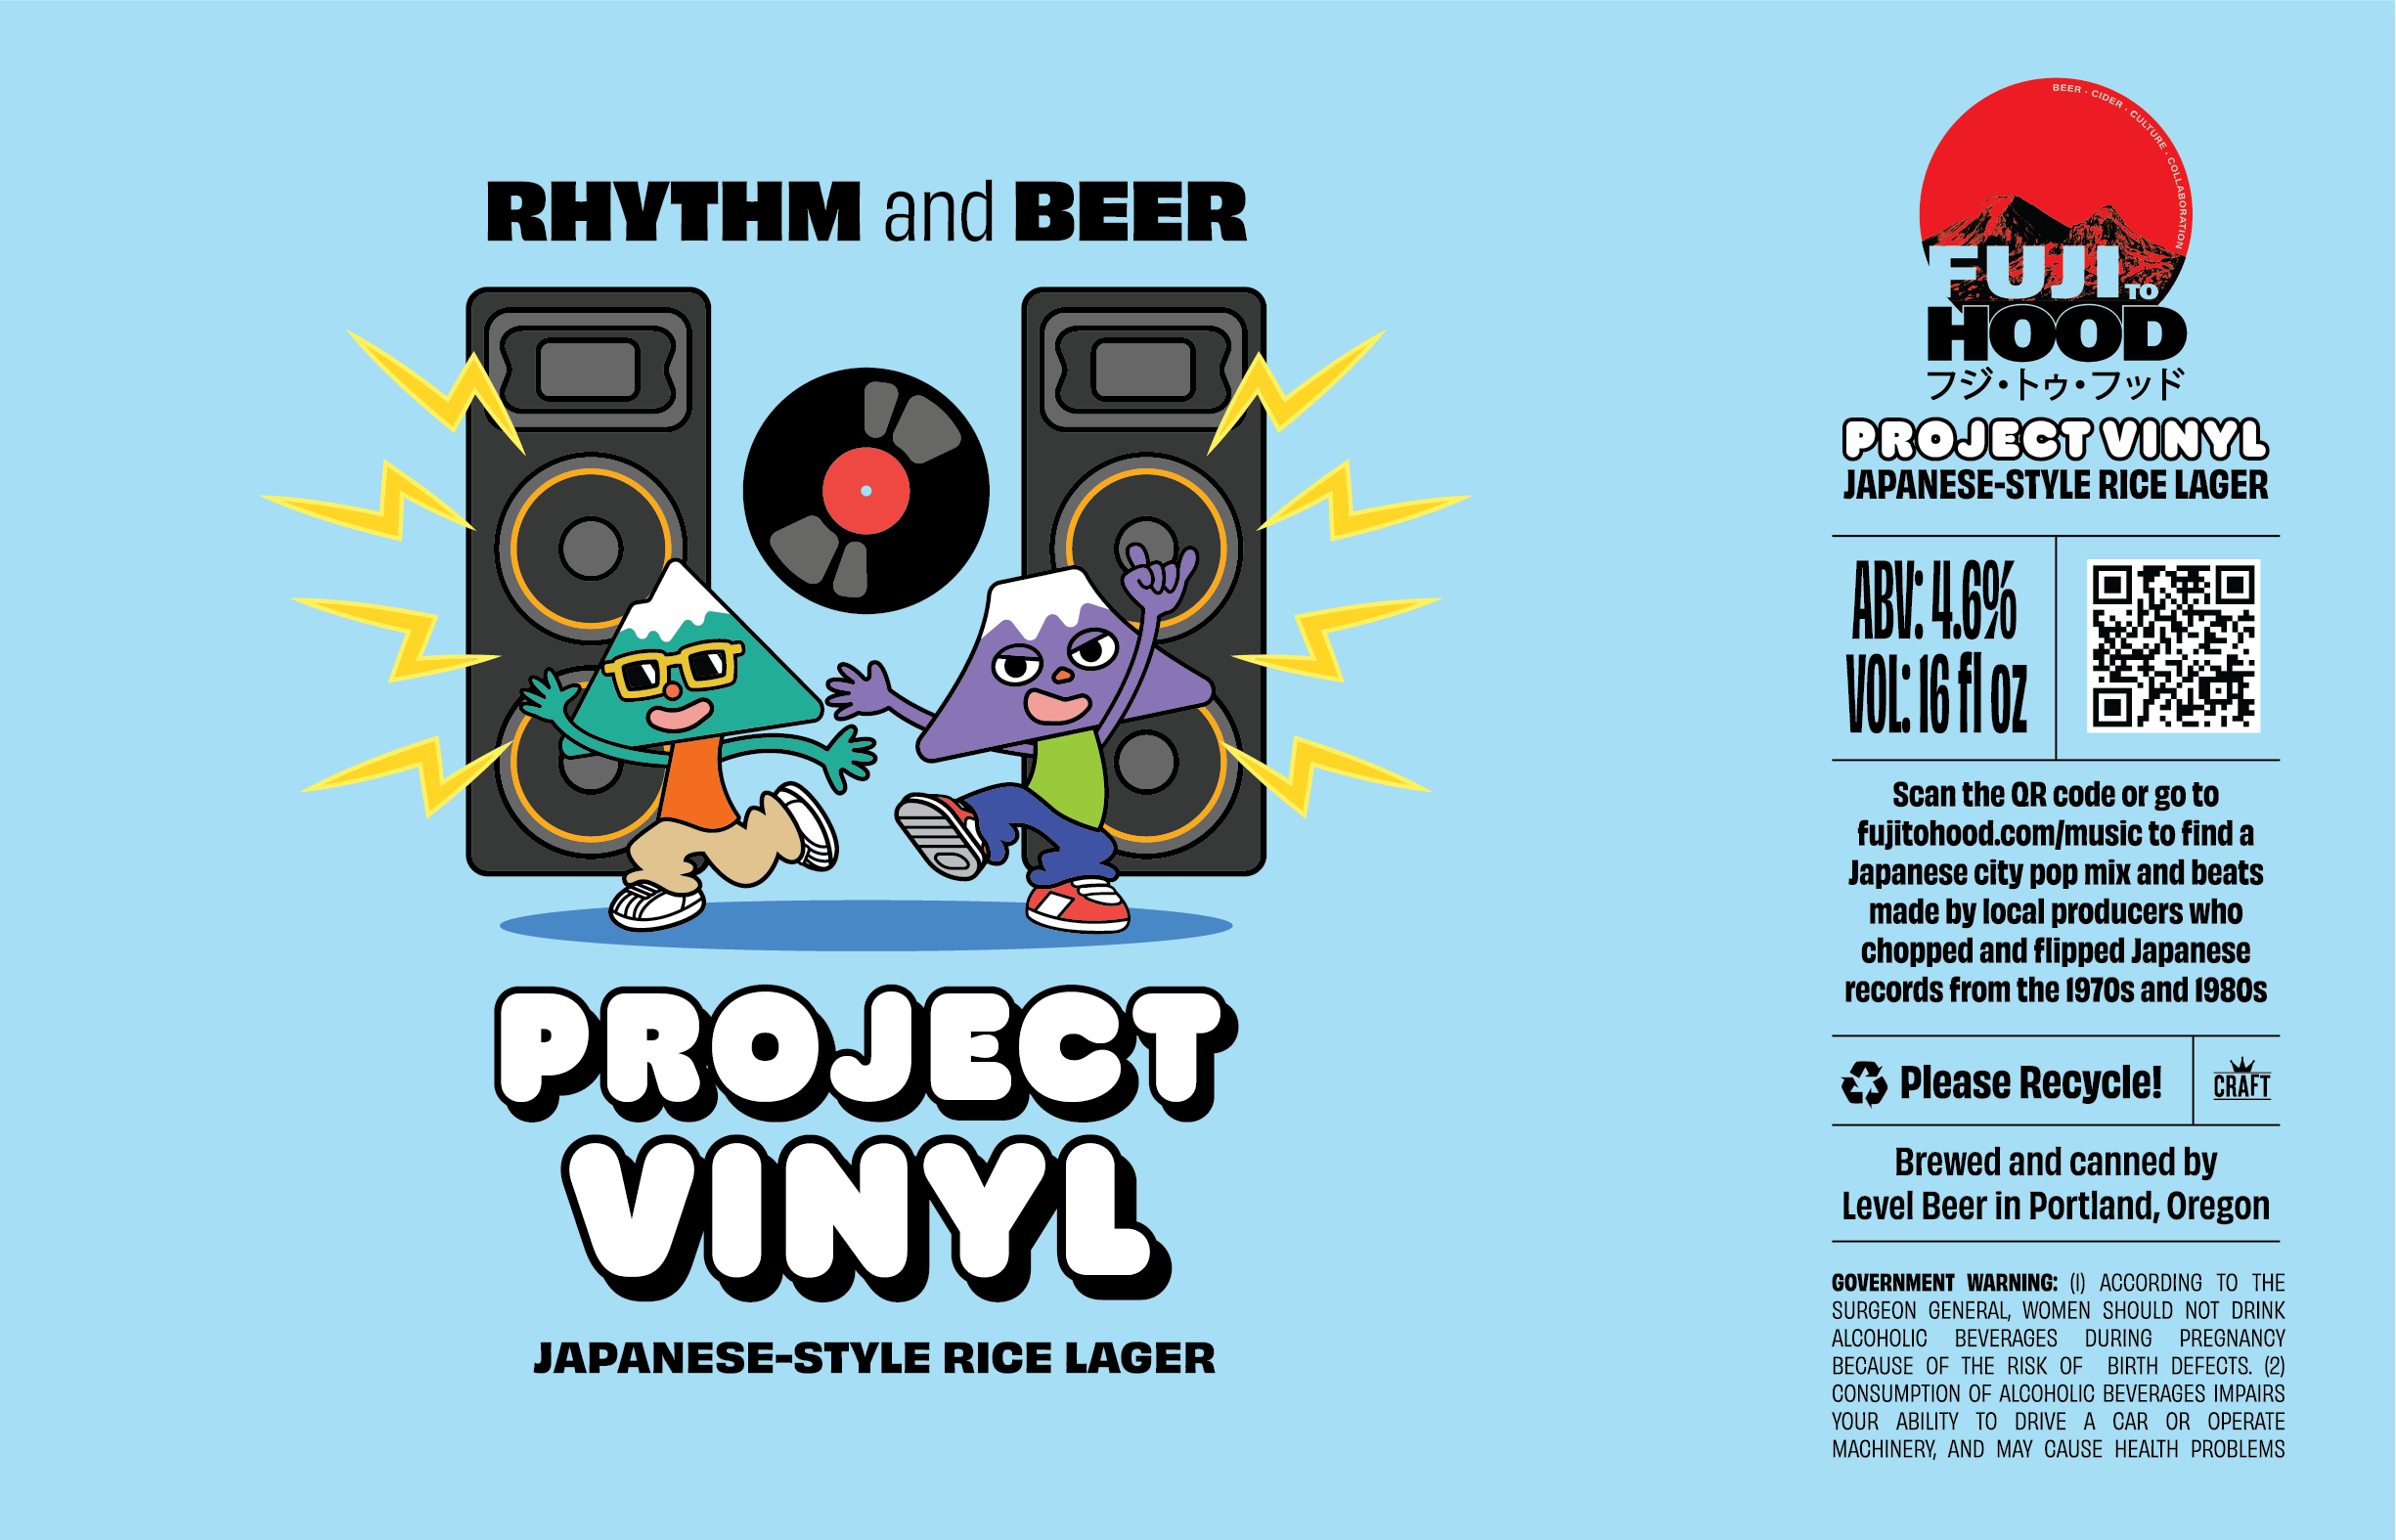 RHYTHM and BEER
PROJECT
VINYL
JAPANESE-STYLE RICE LAGER
BEER · CIDER · CULTURE · COLLABORATION
FUJI TO
HOOD
フジ・トゥ・フッド
PROJECT VINYL
JAPANESE-STYLE RICE LAGER
ABV: 4.6%
VOL: 16 fl oz
Scan the QR code or go to
fujitohood.com/music to find a
Japanese city pop mix and beats
made by local producers who
chopped and flipped Japanese
records from the 1970s and 1980s
Please Recycle!
CRAFT
Brewed and canned by
Level Beer in Portland, Oregon
GOVERNMENT WARNING: (1) ACCORDING TO THE
SURGEON GENERAL, WOMEN SHOULD NOT DRINK
ALCOHOLIC BEVERAGES DURING PREGNANCY
BECAUSE OF THE RISK OF BIRTH DEFECTS. (2)
CONSUMPTION OF ALCOHOLIC BEVERAGES IMPAIRS
YOUR ABILITY TO DRIVE A CAR OR OPERATE
MACHINERY, AND MAY CAUSE HEALTH PROBLEMS